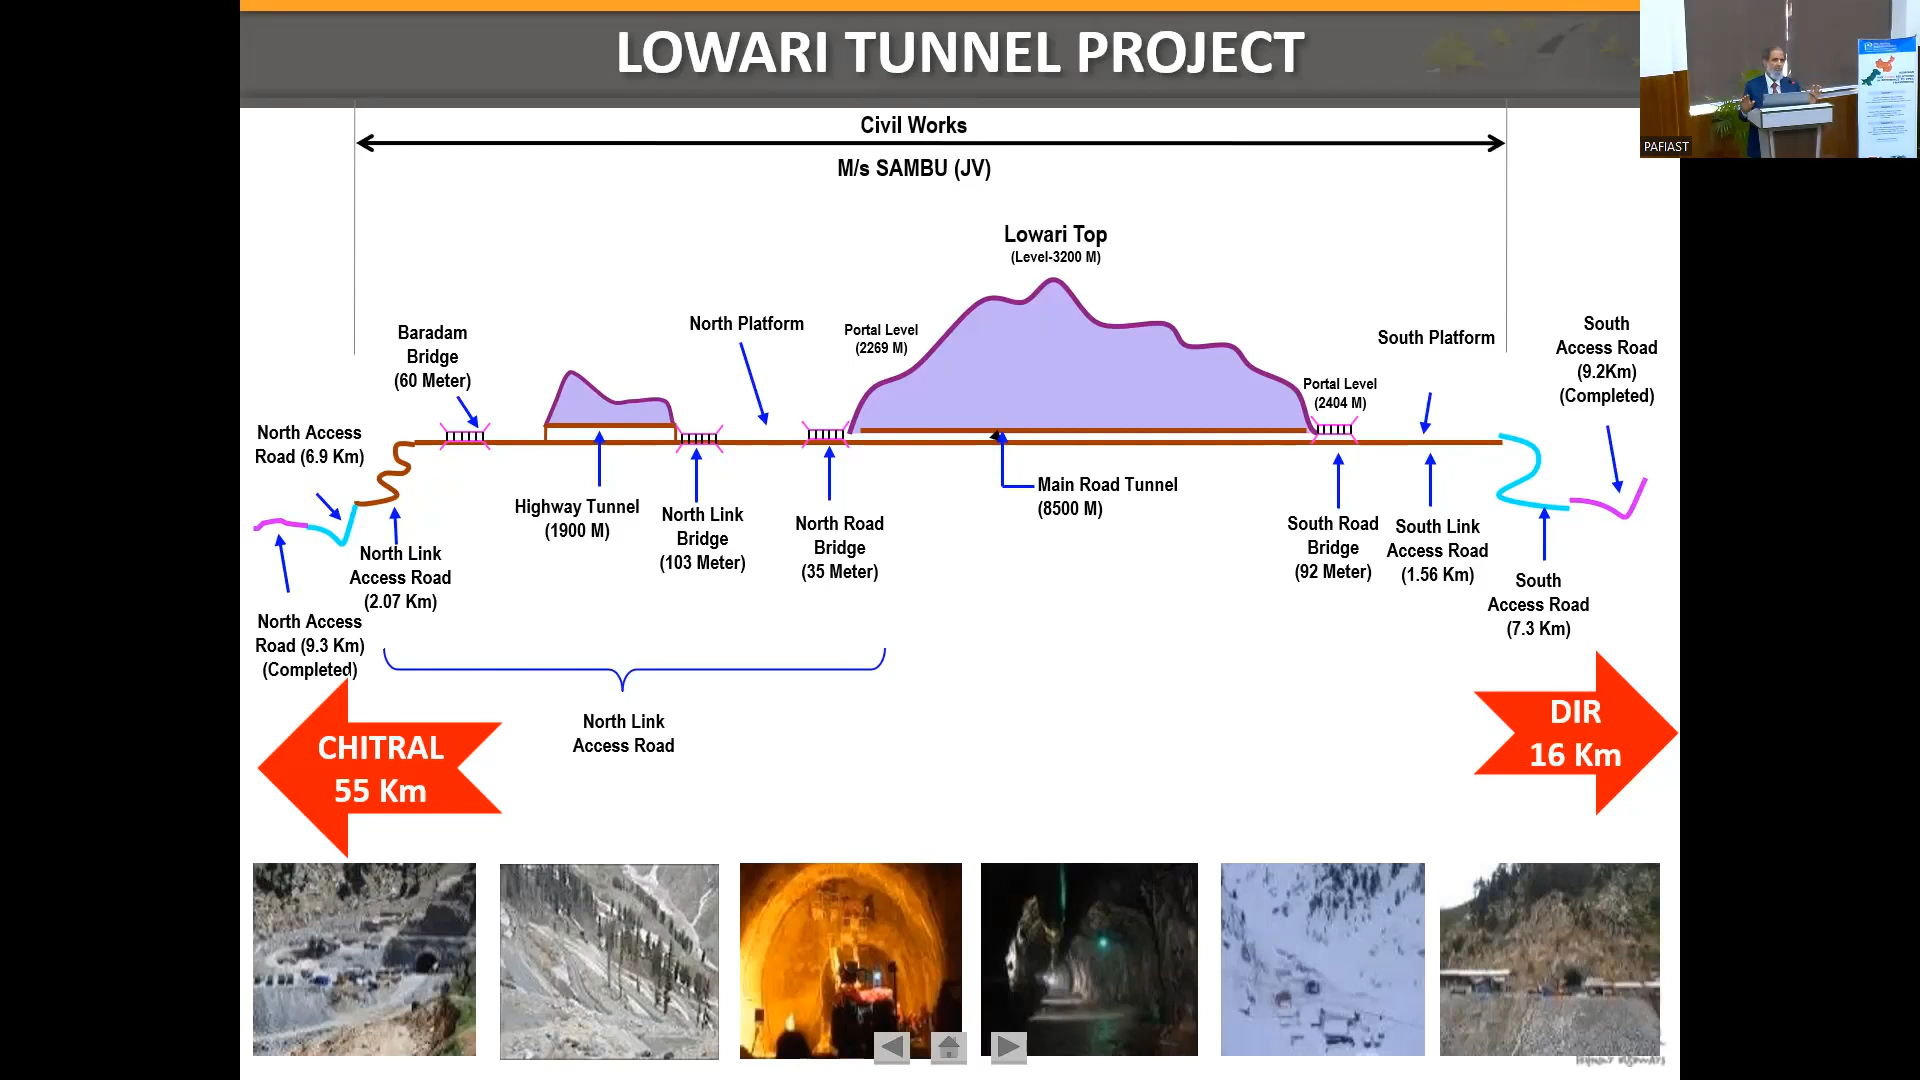 LOWARI TUNNEL PROJECT
PAFIAST
Civil Works
M/s SAMBU (JV)
Lowari Top
(Level-3200 M)
Baradam
Bridge
(60 Meter)
North Platform
Portal Level
(2269 M)
South Platform
South
Access Road
(9.2Km)
(Completed)
Portal Level
(2404 M)
North Access
Road (6.9 Km)
Highway Tunnel
(1900 M)
North Link
Bridge
(103 Meter)
North Road
Bridge
(35 Meter)
Main Road Tunnel
(8500 M)
South Road
Bridge
(92 Meter)
South Link
Access Road
(1.56 Km)
North Link
Access Road
(2.07 Km)
South
Access Road
(7.3 Km)
North Access
Road (9.3 Km)
(Completed)
North Link
Access Road
CHITRAL
55 Km
DIR
16 Km